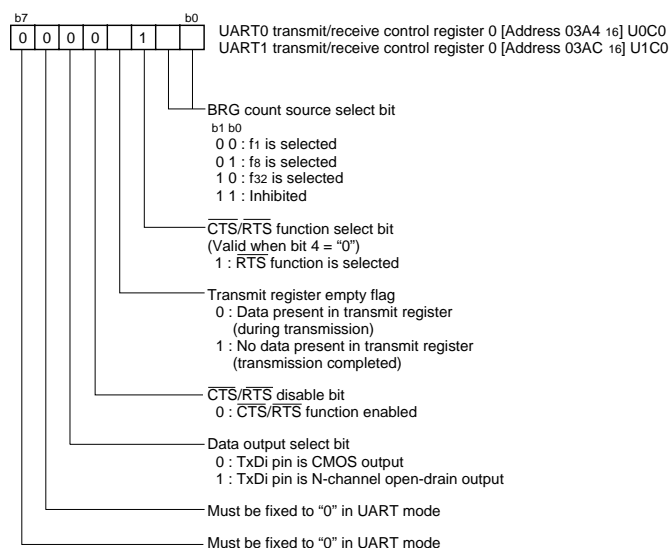 b7 b0
0 0 0 0 1
UART0 transmit/receive control register 0 [Address 03A4 16] U0C0
UART1 transmit/receive control register 0 [Address 03AC 16] U1C0
BRG count source select bit
b1 b0
0 0 : f1 is selected
0 1 : f8 is selected
1 0 : f32 is selected
1 1 : Inhibited
CTS/RTS function select bit
(Valid when bit 4 = “0”)
1 : RTS function is selected
Transmit register empty flag
0 : Data present in transmit register
(during transmission)
1 : No data present in transmit register
(transmission completed)
CTS/RTS disable bit
0 : CTS/RTS function enabled
Data output select bit
0 : TxDi pin is CMOS output
1 : TxDi pin is N-channel open-drain output
Must be fixed to “0” in UART mode
Must be fixed to “0” in UART mode